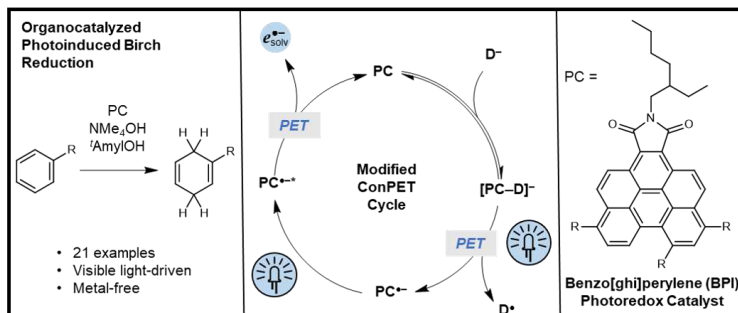 Organocatalyzed
Photoinduced Birch
Reduction
PC
NMe₄OH
ᵗAmylOH
R
H H
R
H H
• 21 examples
• Visible light-driven
• Metal-free
e•−
solv
PC
D⁻
PET
PC•−*
Modified
ConPET
Cycle
[PC–D]⁻
PET
PC•−
D•
PC =
N
O O
R R
R
Benzo[ghi]perylene (BPI)
Photoredox Catalyst